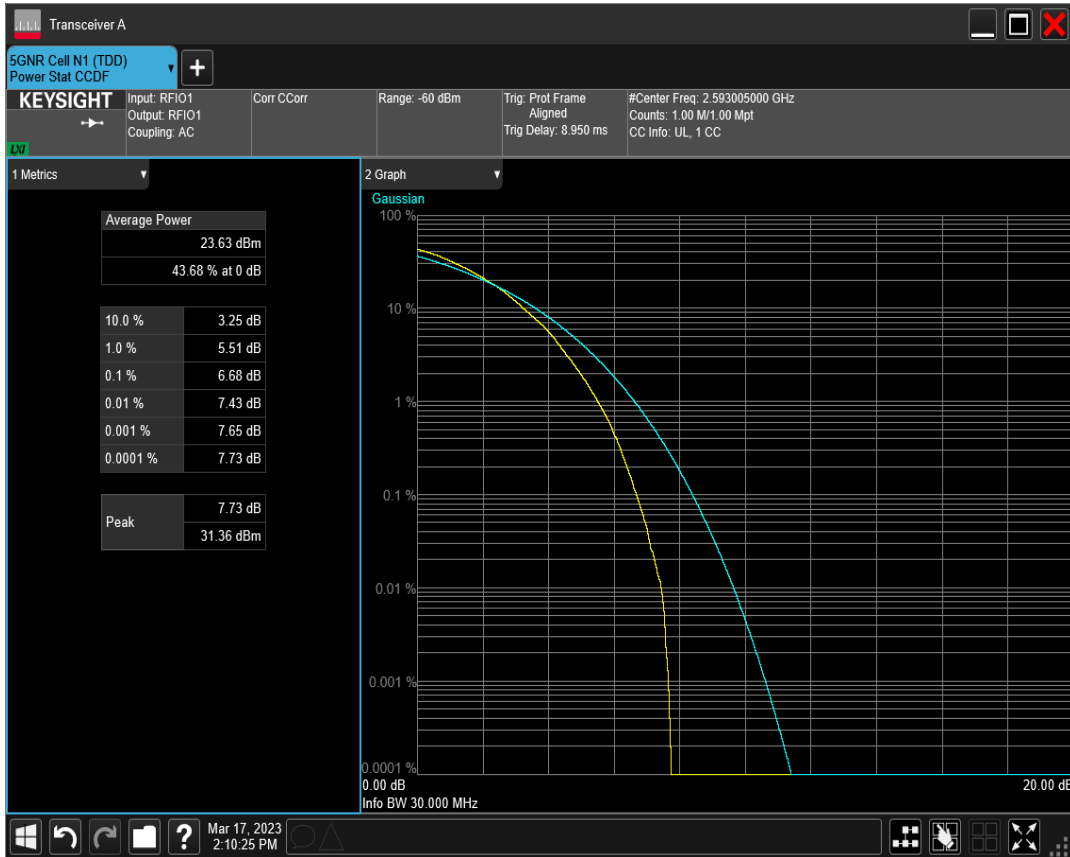 Transceiver A
5GNR Cell N1 (TDD)
Power Stat CCDF
+
KEYSIGHT
LXI
Input: RFIO1
Output: RFIO1
Coupling: AC
Corr CCorr
Range: -60 dBm
Trig: Prot Frame
Aligned
Trig Delay: 8.950 ms
#Center Freq: 2.593005000 GHz
Counts: 1.00 M/1.00 Mpt
CC Info: UL, 1 CC
1 Metrics
Average Power
23.63 dBm
43.68 % at 0 dB
10.0 % 3.25 dB
1.0 % 5.51 dB
0.1 % 6.68 dB
0.01 % 7.43 dB
0.001 % 7.65 dB
0.0001 % 7.73 dB
Peak 7.73 dB
31.36 dBm
2 Graph
Gaussian
100 %
10 %
1 %
0.1 %
0.01 %
0.001 %
0.0001 %
0.00 dB 20.00 dB
Info BW 30.000 MHz
?
Mar 17, 2023
2:10:25 PM